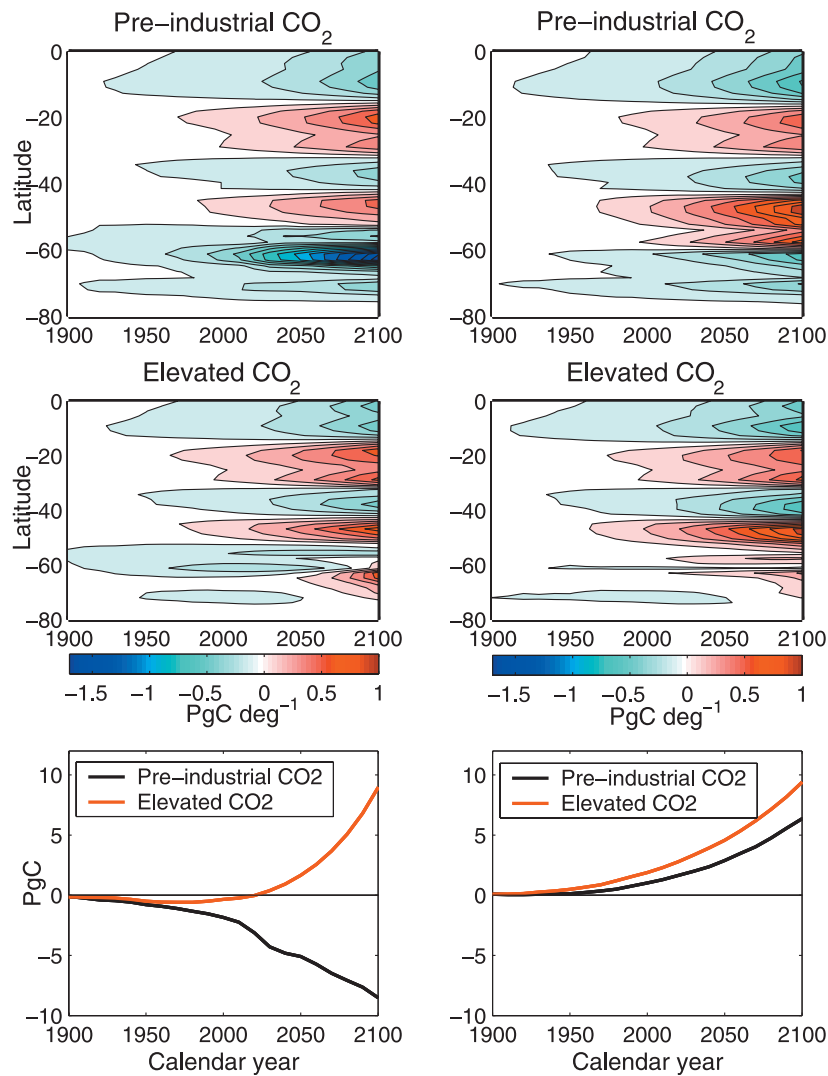 Pre−industrial CO2
Pre−industrial CO2
0
−20
−40
−60
−80
Latitude
1900 1950 2000 2050 2100
0
−20
−40
−60
−80
1900 1950 2000 2050 2100
Elevated CO2
Elevated CO2
0
−20
−40
−60
−80
Latitude
1900 1950 2000 2050 2100
0
−20
−40
−60
−80
1900 1950 2000 2050 2100
−1.5 −1 −0.5 0 0.5 1
PgC deg−1
−1.5 −1 −0.5 0 0.5 1
PgC deg−1
10
5
0
−5
−10
PgC
Pre−industrial CO2
Elevated CO2
1900 1950 2000 2050 2100
Calendar year
10
5
0
−5
−10
Pre−industrial CO2
Elevated CO2
1900 1950 2000 2050 2100
Calendar year